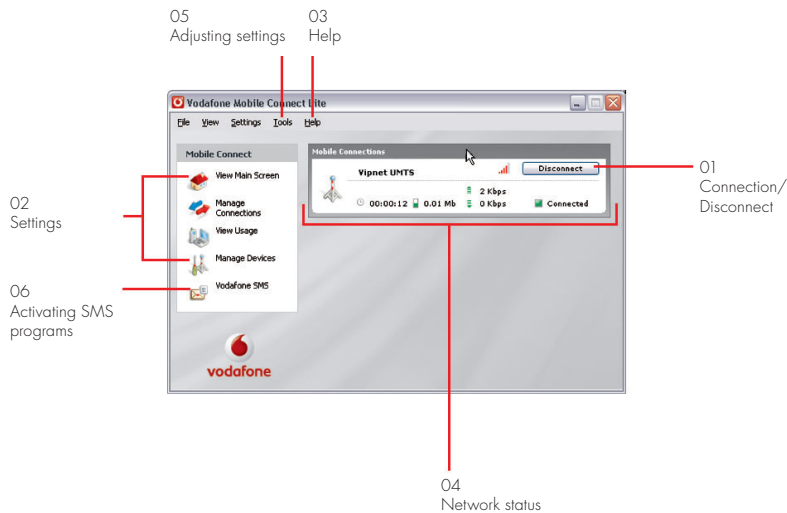 05
Adjusting settings
03
Help
Vodafone Mobile Connect Lite
File View Settings Tools Help
Mobile Connect
View Main Screen
Manage
Connections
View Usage
Manage Devices
Vodafone SMS
vodafone
Mobile Connections
Vipnet UMTS
Disconnect
2 Kbps
00:00:12 0.01 Mb 0 Kbps Connected
01
Connection/
Disconnect
02
Settings
06
Activating SMS
programs
04
Network status